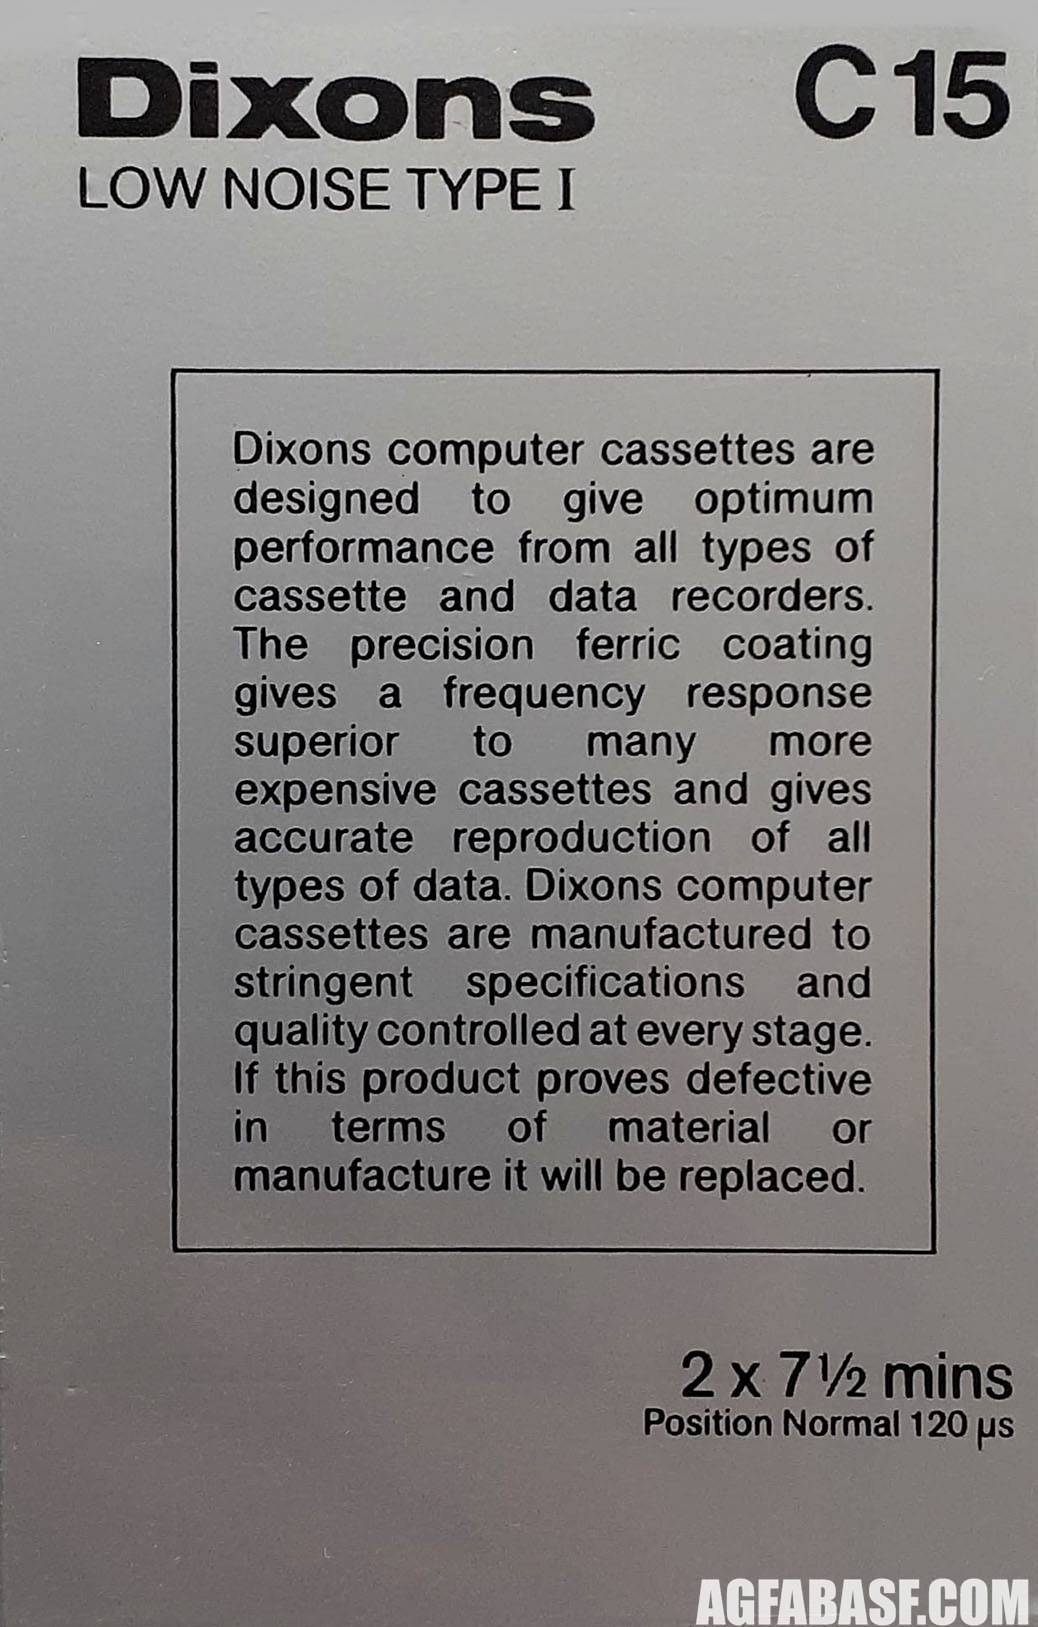 Dixons C15
LOW NOISE TYPE I
Dixons computer cassettes are
designed to give optimum
performance from all types of
cassette and data recorders.
The precision ferric coating
gives a frequency response
superior to many more
expensive cassettes and gives
accurate reproduction of all
types of data. Dixons computer
cassettes are manufactured to
stringent specifications and
quality controlled at every stage.
If this product proves defective
in terms of material or
manufacture it will be replaced.
2 x 7½ mins
Position Normal 120 µs
AGFABASF.COM